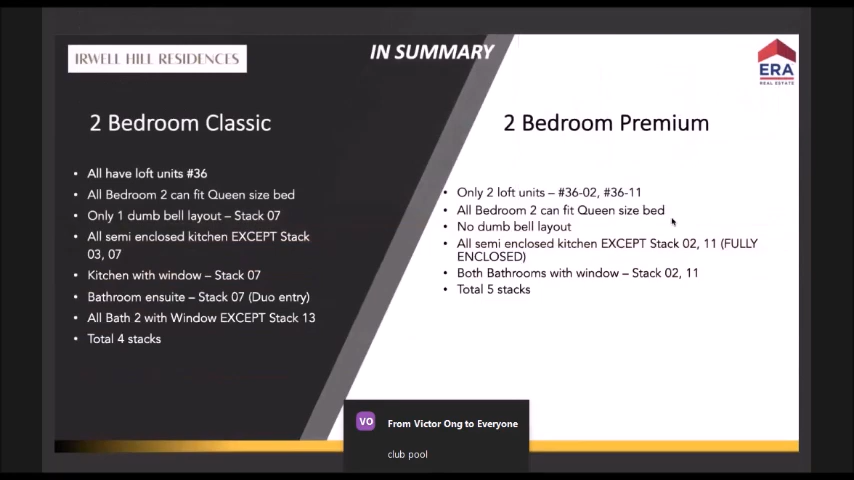 IRWELL HILL RESIDENCES
IN SUMMARY
ERA
REAL ESTATE
2 Bedroom Classic
• All have loft units #36
• All Bedroom 2 can fit Queen size bed
• Only 1 dumb bell layout – Stack 07
• All semi enclosed kitchen EXCEPT Stack
03, 07
• Kitchen with window – Stack 07
• Bathroom ensuite – Stack 07 (Duo entry)
• All Bath 2 with Window EXCEPT Stack 13
• Total 4 stacks
2 Bedroom Premium
• Only 2 loft units – #36-02, #36-11
• All Bedroom 2 can fit Queen size bed
• No dumb bell layout
• All semi enclosed kitchen EXCEPT Stack 02, 11 (FULLY
ENCLOSED)
• Both Bathrooms with window – Stack 02, 11
• Total 5 stacks
VO
From Victor Ong to Everyone
club pool